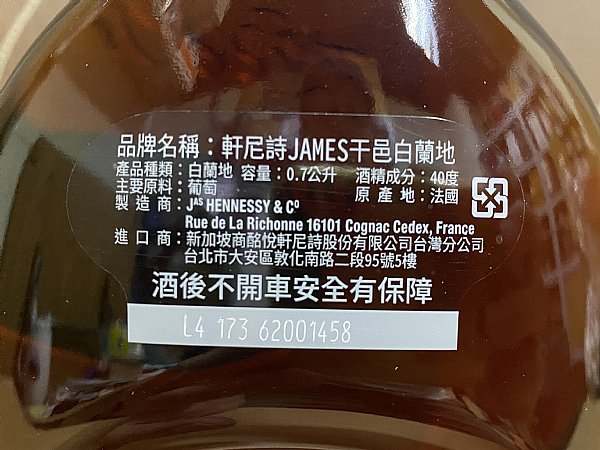 品牌名稱：軒尼詩JAMES干邑白蘭地
產品種類：白蘭地 容量：0.7公升 酒精成分：40度
主要原料：葡萄 原產地：法國
製造商：JAS HENNESSY & CO
Rue de La Richonne 16101 Cognac Cedex, France
進口商：新加坡商酩悅軒尼詩股份有限公司台灣分公司
台北市大安區敦化南路二段95號5樓
酒後不開車安全有保障
L4 173 62001458